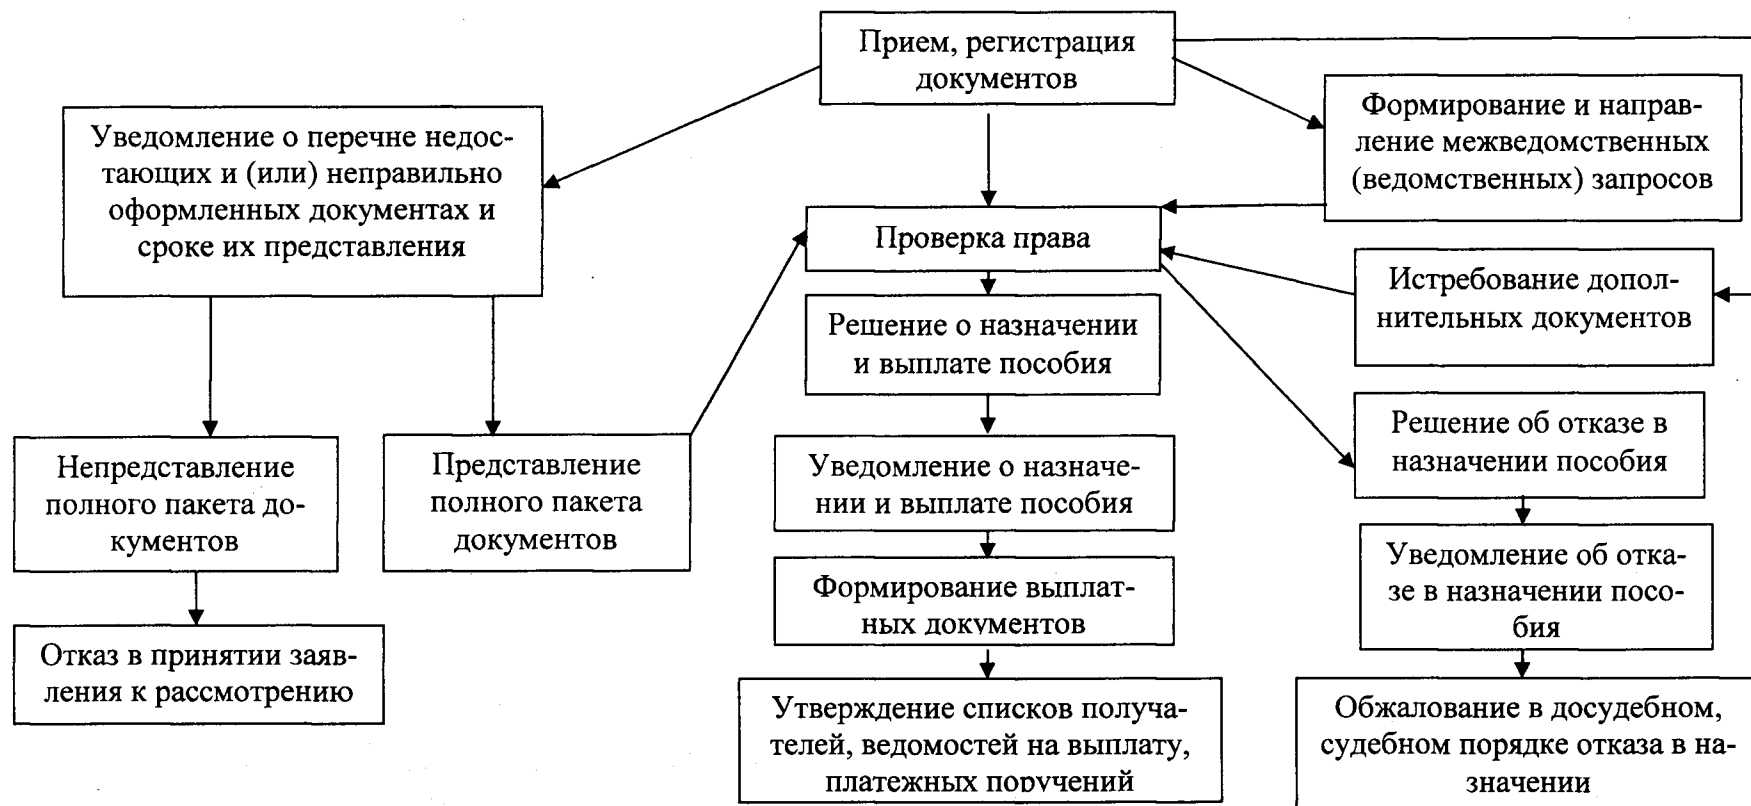 Прием, регистрация
документов
Уведомление о перечне недос-
тающих и (или) неправильно
оформленных документах и
сроке их представления
Формирование и направ-
ление межведомственных
(ведомственных) запросов
Проверка права
Истребование допол-
нительных документов
Решение о назначении
и выплате пособия
Решение об отказе в
назначении пособия
Непредставление
полного пакета до-
кументов
Представление
полного пакета
документов
Уведомление о назначе-
нии и выплате пособия
Уведомление об отка-
зе в назначении посо-
бия
Формирование выплат-
ных документов
Отказ в принятии заяв-
ления к рассмотрению
Утверждение списков получа-
телей, ведомостей на выплату,
платежных поручений
Обжалование в досудебном,
судебном порядке отказа в на-
значении